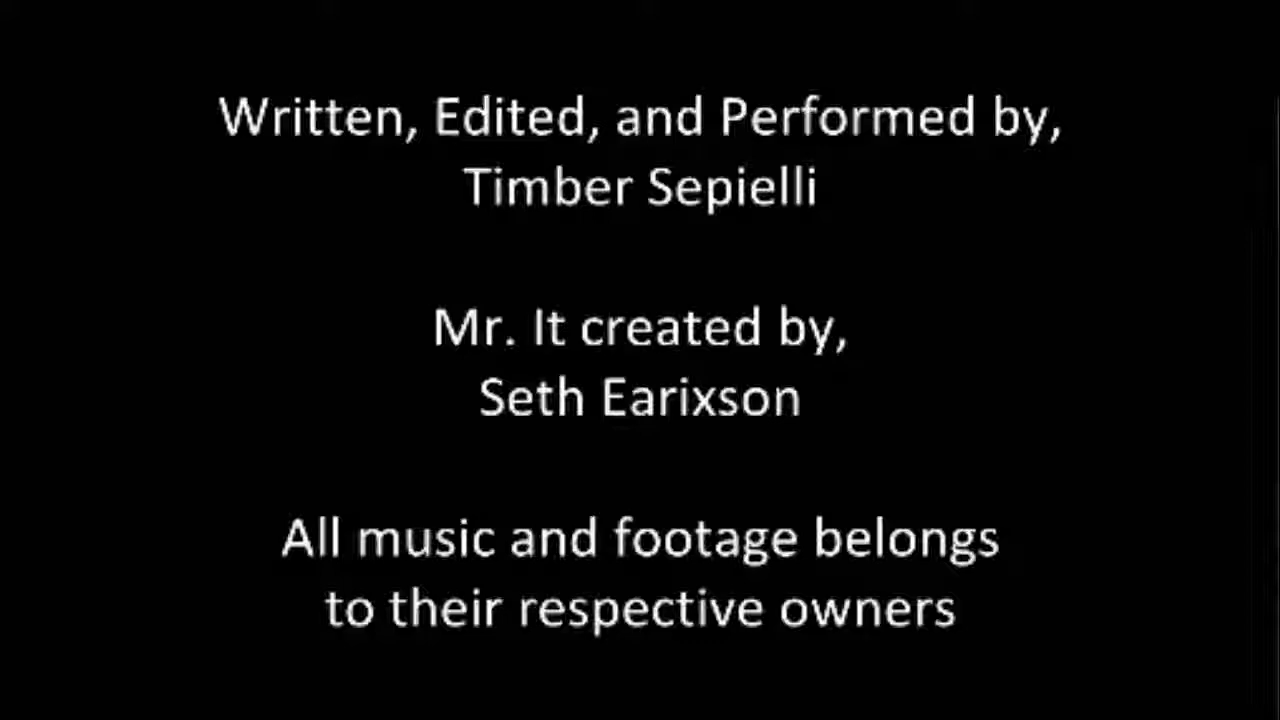 Written, Edited, and Performed by,
Timber Sepielli
Mr. It created by,
Seth Earixson
All music and footage belongs
to their respective owners